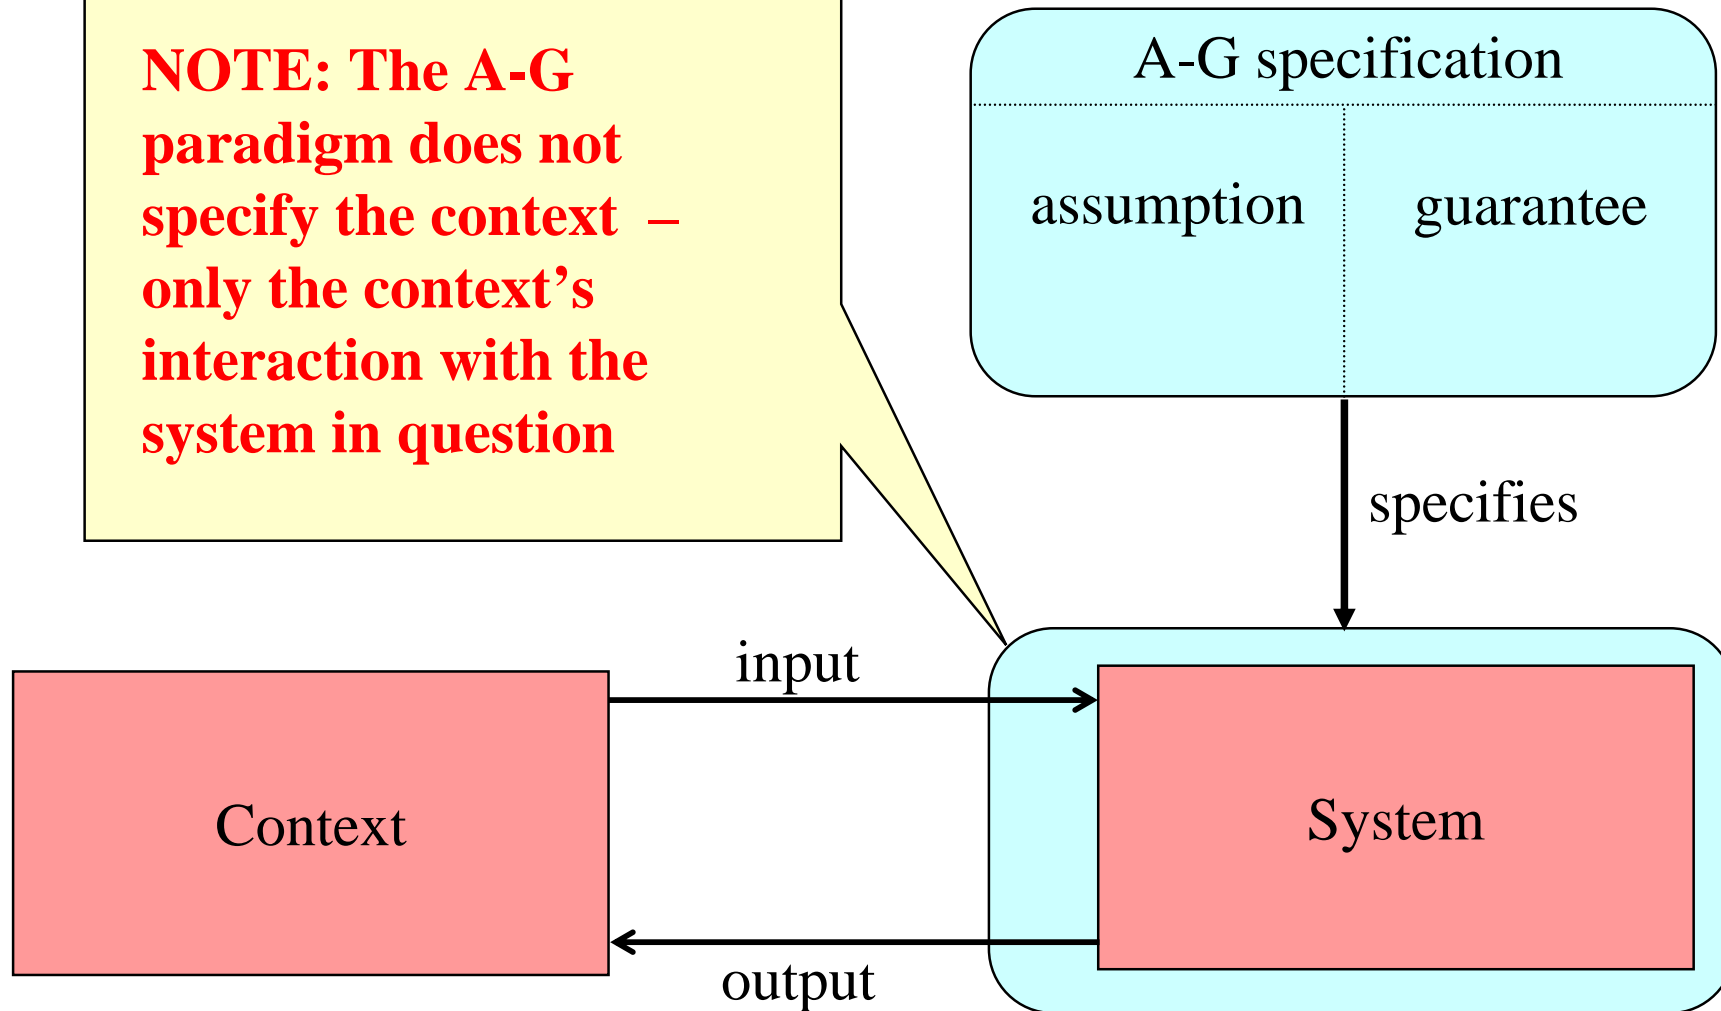 NOTE: The A-G
paradigm does not
specify the context –
only the context’s
interaction with the
system in question
A-G specification
assumption
guarantee
specifies
input
Context
System
output